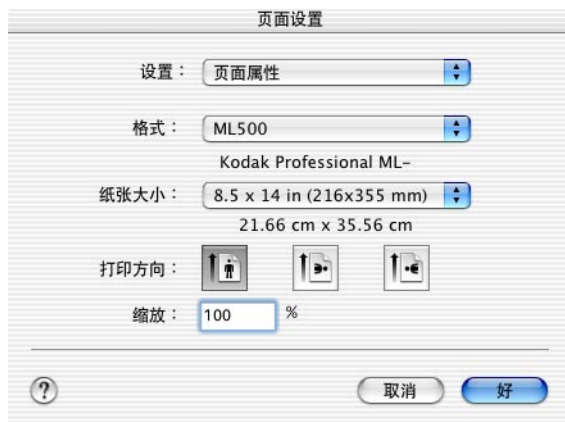 页面设置
设置： 页面属性
格式： ML500
Kodak Professional ML-
纸张大小： 8.5 x 14 in (216x355 mm)
21.66 cm x 35.56 cm
打印方向：
缩放： 100 %
? 取消 好